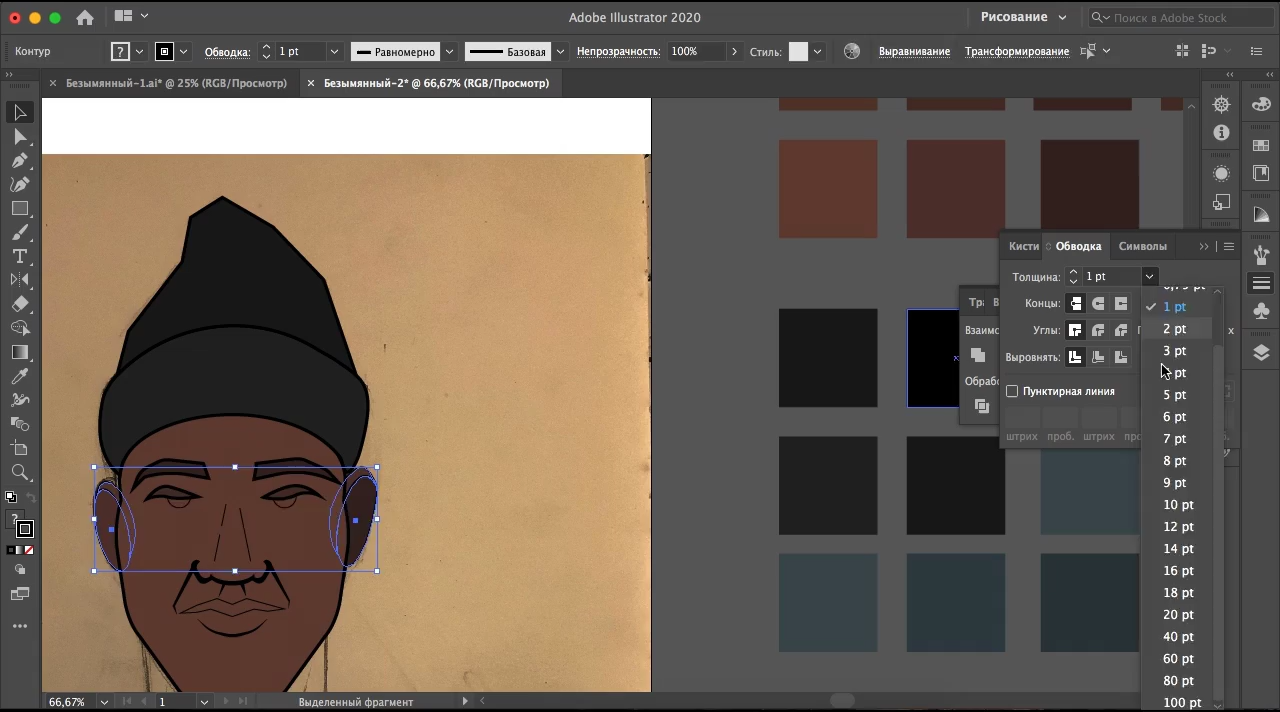 Adobe Illustrator 2020
Рисование
Поиск в Adobe Stock
Контур
?
Обводка:
1 pt
Равномерно
Базовая
Непрозрачность:
100%
Стиль:
Выравнивание
Трансформирование
Безымянный-1.ai* @ 25% (RGB/Просмотр)
Безымянный-2* @ 66,67% (RGB/Просмотр)
Кисти
Обводка
Символы
Толщина:
1 pt
Концы:
Углы:
Выровнять:
Пунктирная линия
штрих
проб.
штрих
Взаимо
Обрабо
0,75 pt
1 pt
2 pt
3 pt
pt
5 pt
6 pt
7 pt
8 pt
9 pt
10 pt
12 pt
14 pt
16 pt
18 pt
20 pt
40 pt
60 pt
80 pt
100 pt
66,67%
1
Выделенный фрагмент